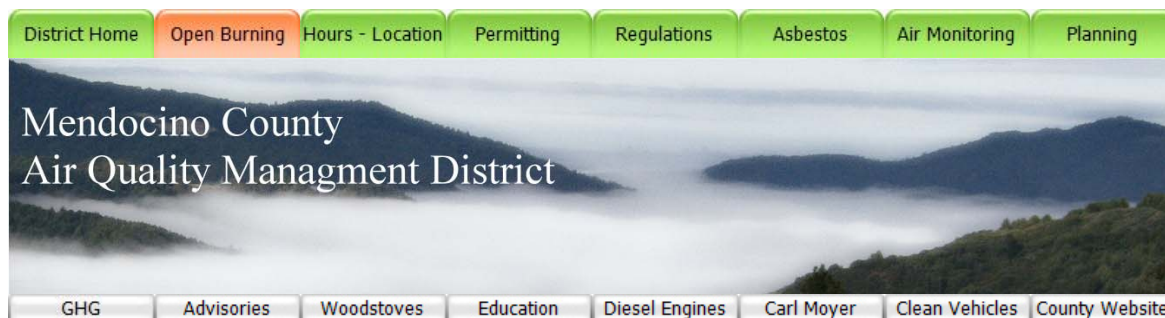 District Home Open Burning Hours - Location Permitting Regulations Asbestos Air Monitoring Planning
Mendocino County
Air Quality Managment District
GHG Advisories Woodstoves Education Diesel Engines Carl Moyer Clean Vehicles County Website